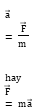 a⃗
= F⃗
m
hay
F⃗
= ma⃗